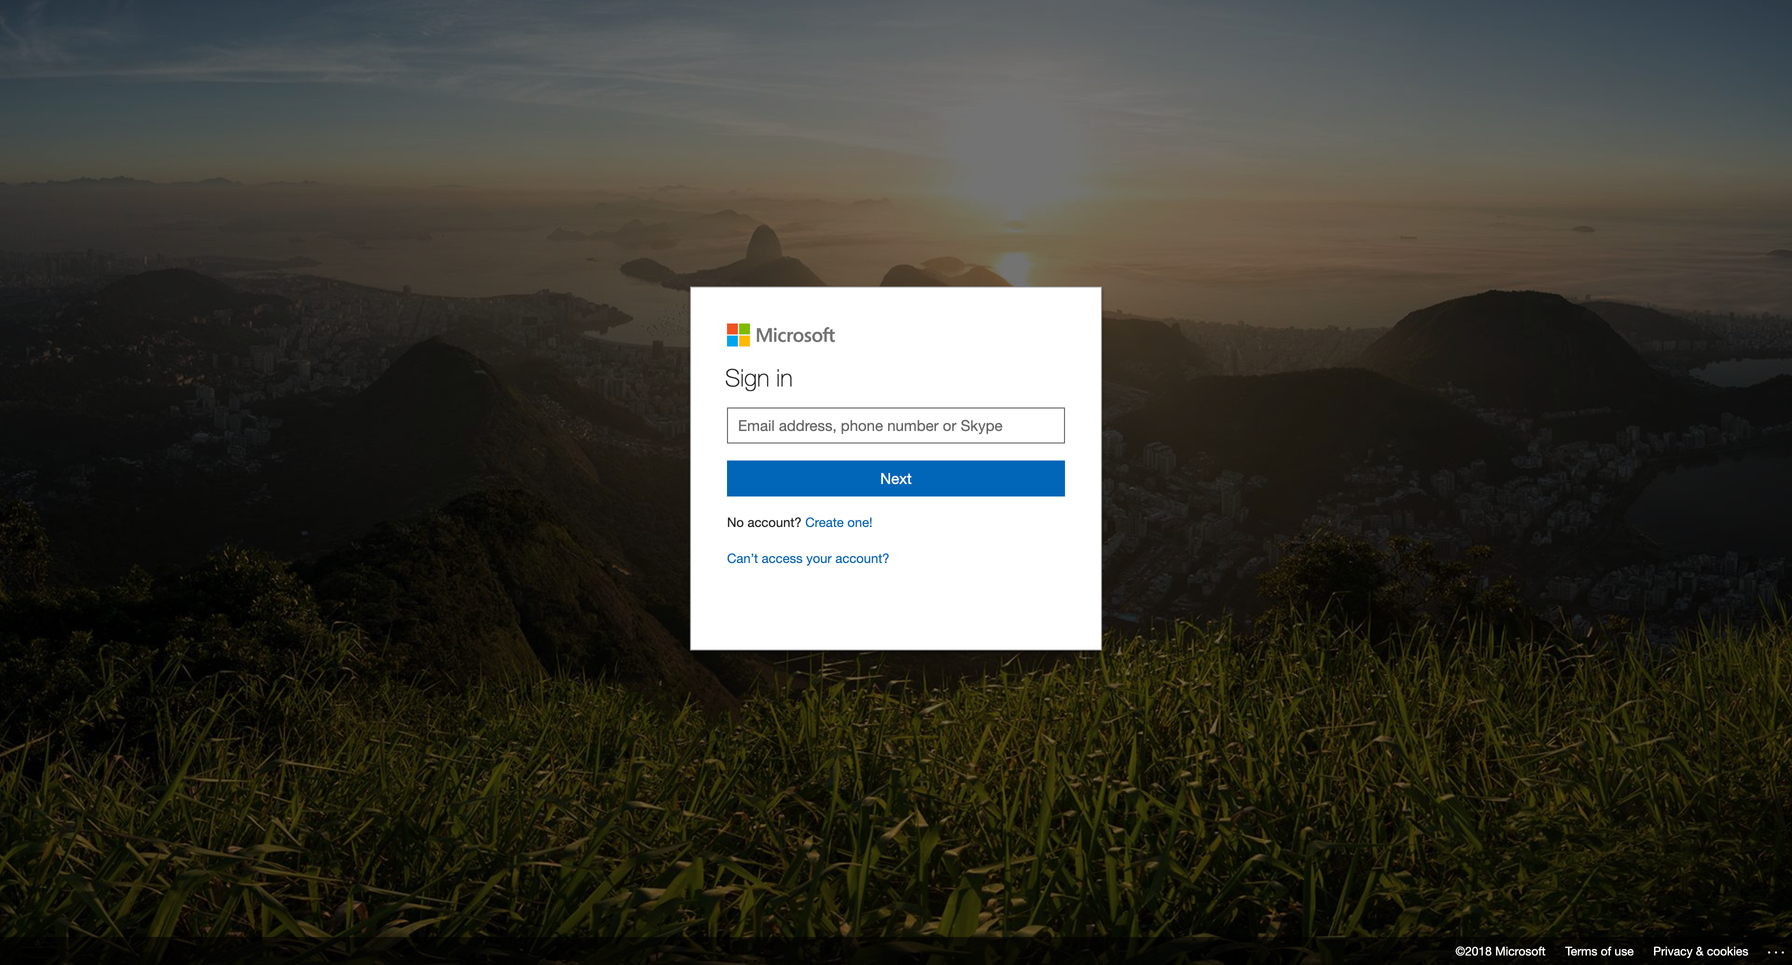 Microsoft
Sign in
Email address, phone number or Skype
Next
No account? Create one!
Can't access your account?
©2018 Microsoft Terms of use Privacy & cookies ...